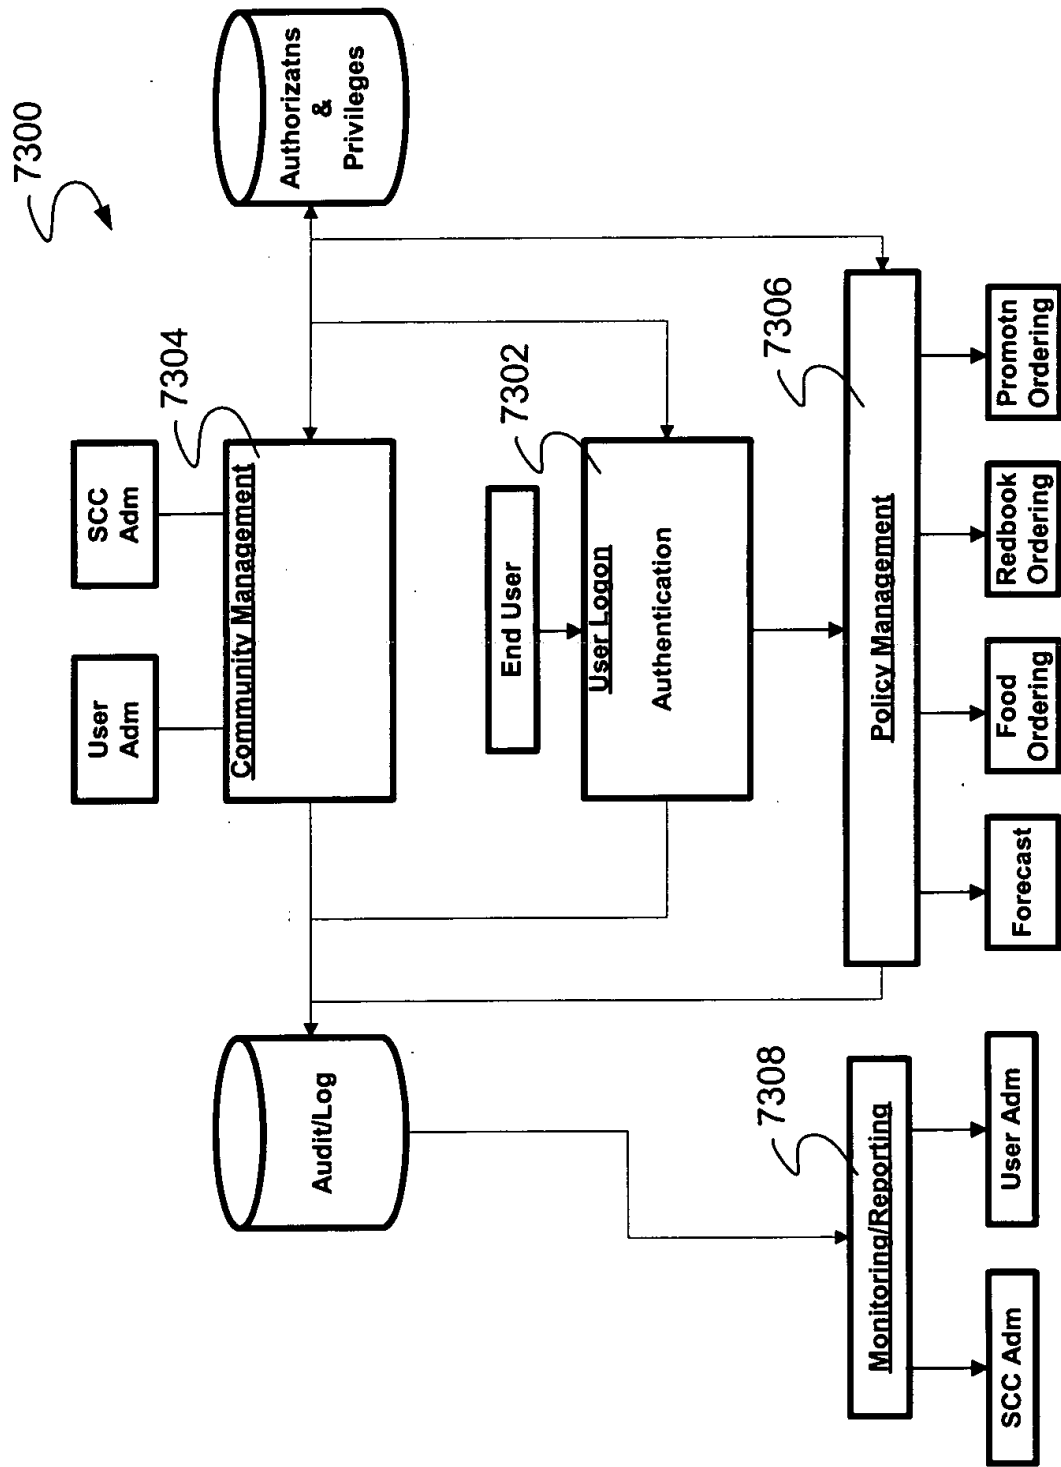 7300
User
Adm
SCC
Adm
7304
Community Management
Audit/Log
Authorizatns
&
Privileges
End User
7302
User Logon
Authentication
7308
Monitoring/Reporting
7306
Policy Management
SCC Adm
User Adm
Forecast
Food
Ordering
Redbook
Ordering
Promotn
Ordering